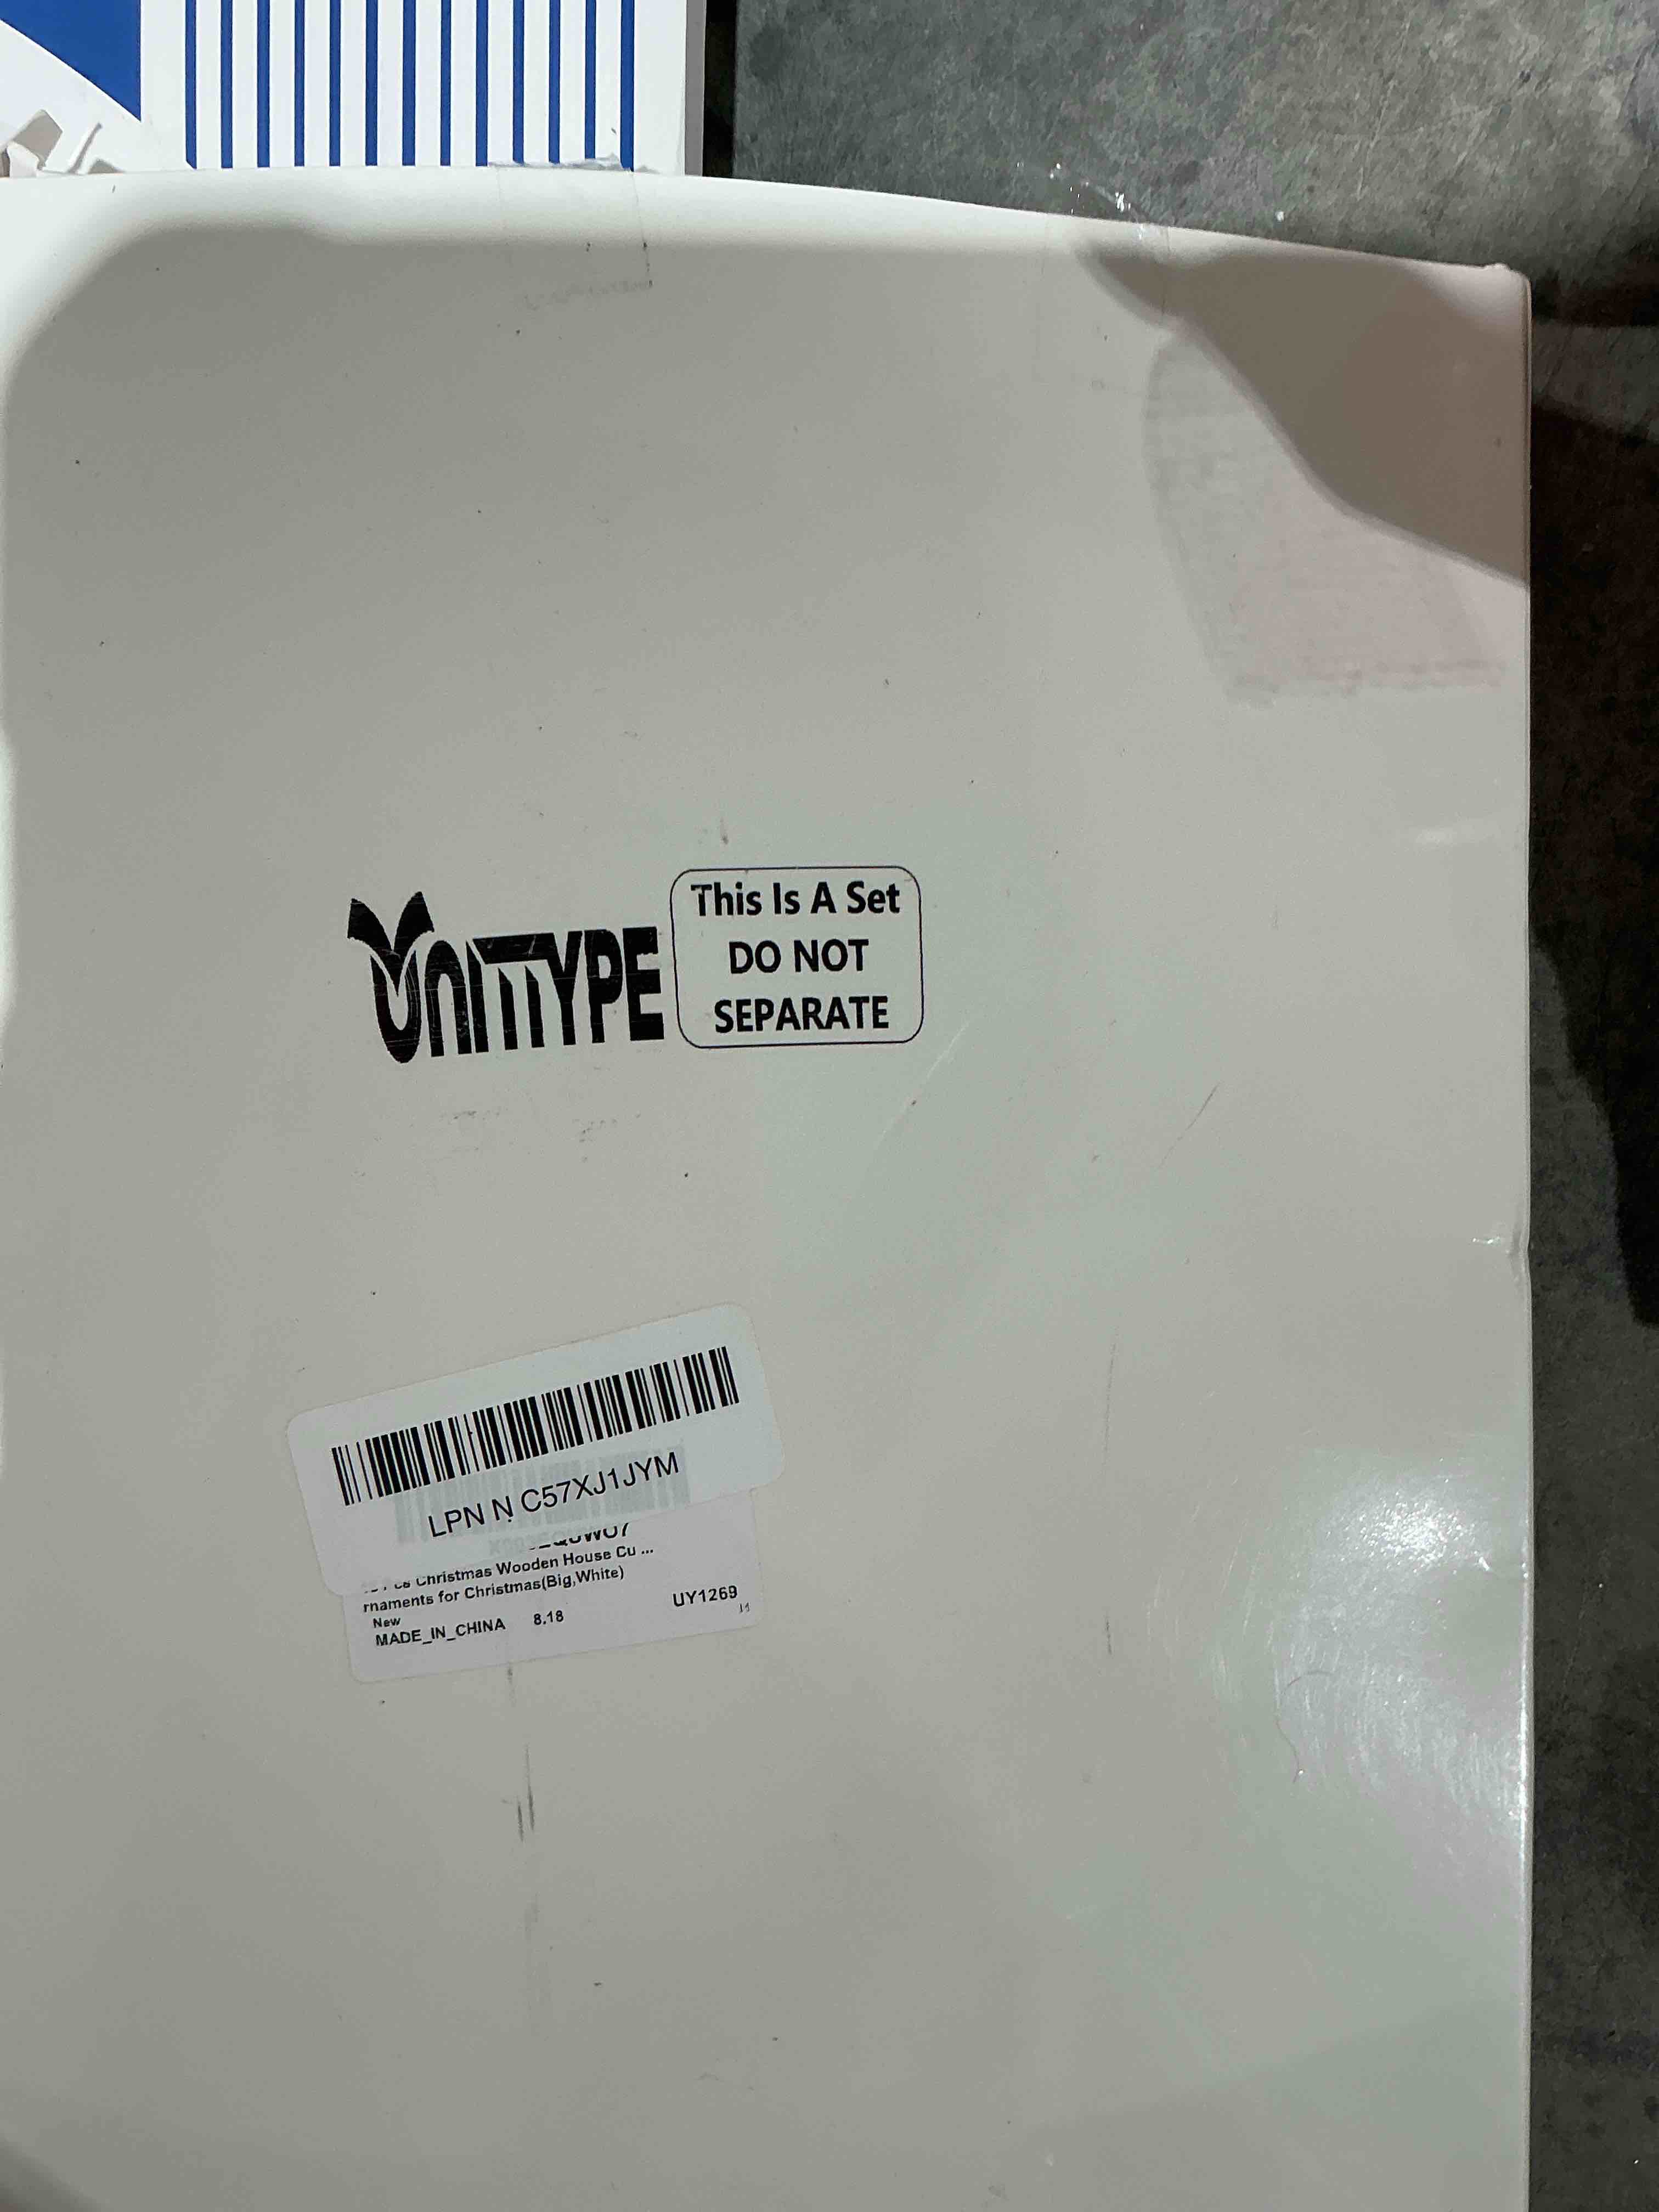 UNITTYPE
This Is A Set
DO NOT
SEPARATE
LPN N C57XJ1JYM
Christmas Wooden House Cu ...
rnaments for Christmas(Big,White)
New
MADE_IN_CHINA 8.18 UY1269